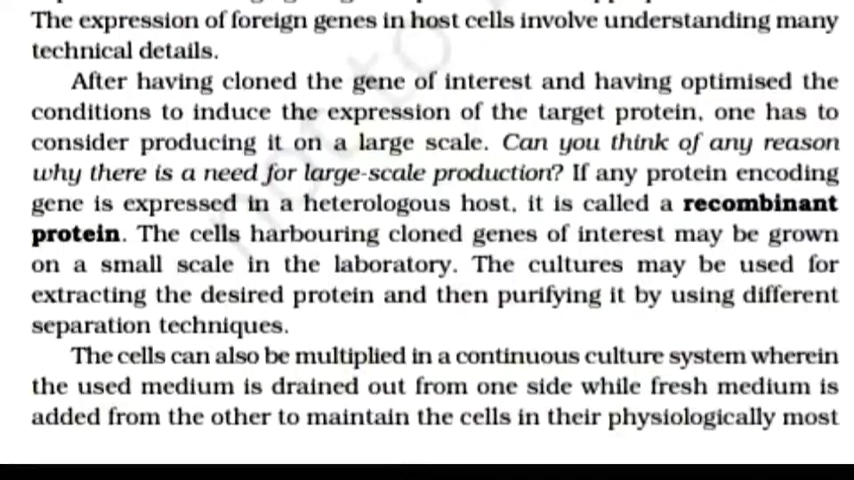 The expression of foreign genes in host cells involve understanding many
technical details.
After having cloned the gene of interest and having optimised the
conditions to induce the expression of the target protein, one has to
consider producing it on a large scale. Can you think of any reason
why there is a need for large-scale production? If any protein encoding
gene is expressed in a heterologous host, it is called a recombinant
protein. The cells harbouring cloned genes of interest may be grown
on a small scale in the laboratory. The cultures may be used for
extracting the desired protein and then purifying it by using different
separation techniques.
The cells can also be multiplied in a continuous culture system wherein
the used medium is drained out from one side while fresh medium is
added from the other to maintain the cells in their physiologically most
not to